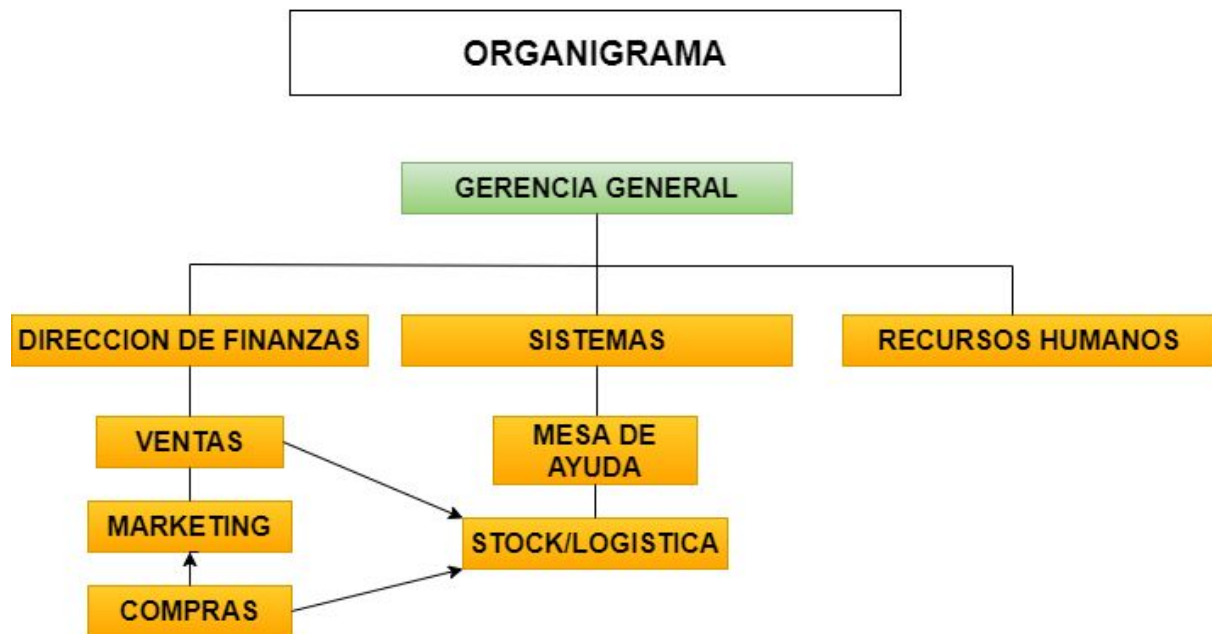 ORGANIGRAMA
GERENCIA GENERAL
DIRECCION DE FINANZAS
SISTEMAS
RECURSOS HUMANOS
VENTAS
MESA DE
AYUDA
MARKETING
STOCK/LOGISTICA
COMPRAS